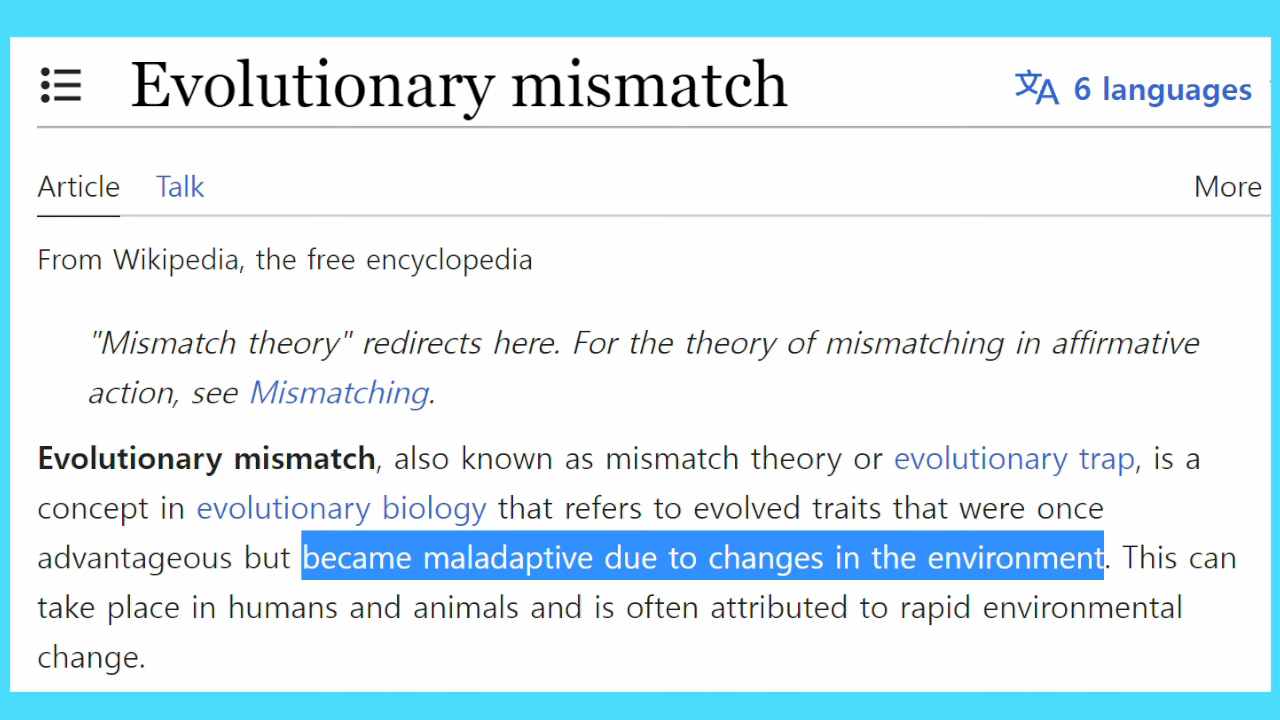 Evolutionary mismatch
文A 6 languages
Article Talk More
From Wikipedia, the free encyclopedia
"Mismatch theory" redirects here. For the theory of mismatching in affirmative
action, see Mismatching.
Evolutionary mismatch, also known as mismatch theory or evolutionary trap, is a
concept in evolutionary biology that refers to evolved traits that were once
advantageous but became maladaptive due to changes in the environment. This can
take place in humans and animals and is often attributed to rapid environmental
change.